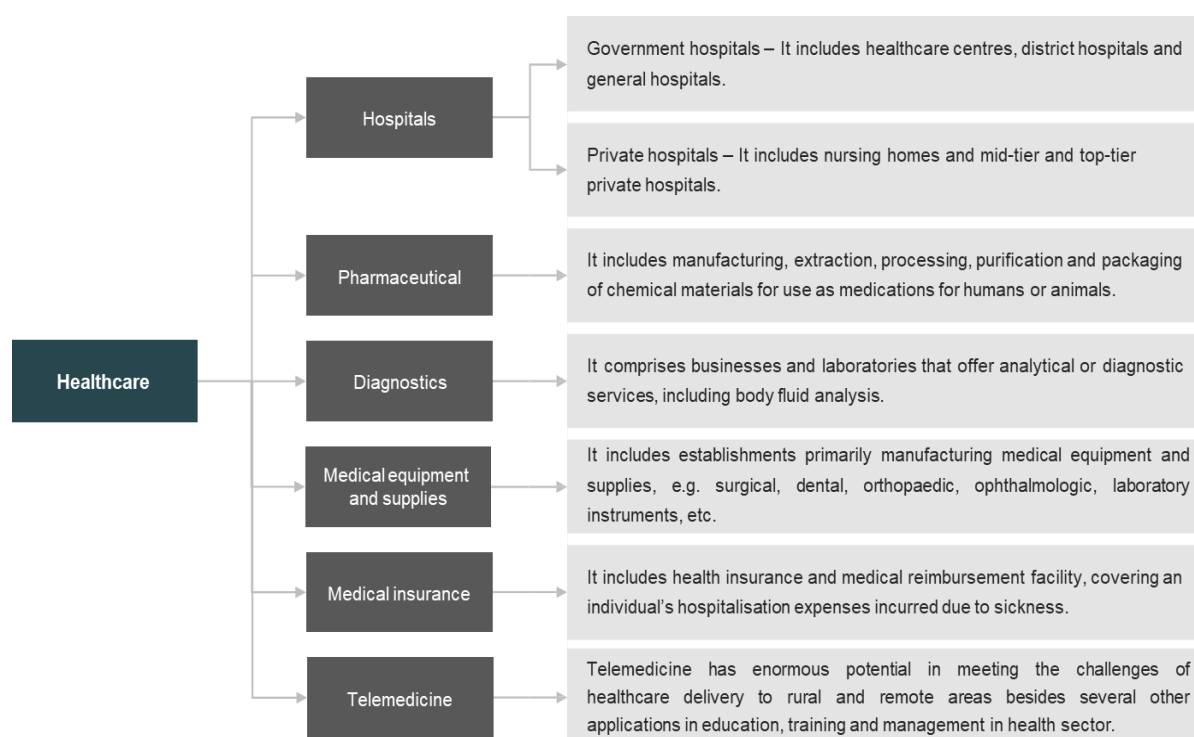 Government hospitals – It includes healthcare centres, district hospitals and
general hospitals.
Hospitals
Private hospitals – It includes nursing homes and mid-tier and top-tier
private hospitals.
Pharmaceutical
It includes manufacturing, extraction, processing, purification and packaging
of chemical materials for use as medications for humans or animals.
Healthcare
Diagnostics
It comprises businesses and laboratories that offer analytical or diagnostic
services, including body fluid analysis.
Medical equipment
and supplies
It includes establishments primarily manufacturing medical equipment and
supplies, e.g. surgical, dental, orthopaedic, ophthalmologic, laboratory
instruments, etc.
Medical insurance
It includes health insurance and medical reimbursement facility, covering an
individual's hospitalisation expenses incurred due to sickness.
Telemedicine
Telemedicine has enormous potential in meeting the challenges of
healthcare delivery to rural and remote areas besides several other
applications in education, training and management in health sector.